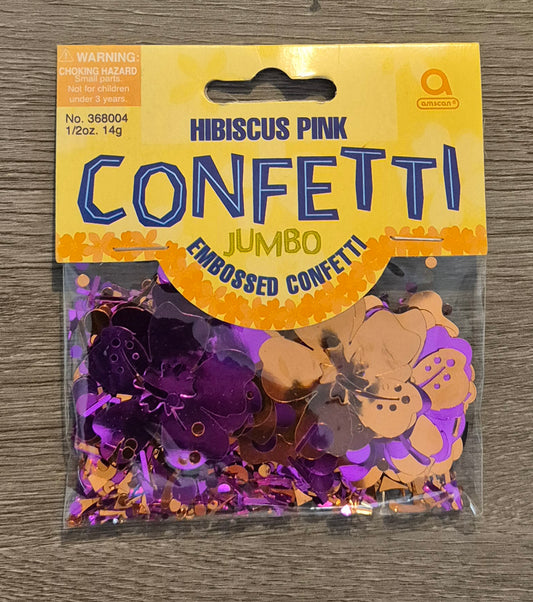 ⚠ WARNING:
CHOKING HAZARD
Small parts.
Not for children
under 3 years.
No. 368004
1/2oz. 14g
amscan®
HIBISCUS PINK
CONFETTI
JUMBO
EMBOSSED CONFETTI